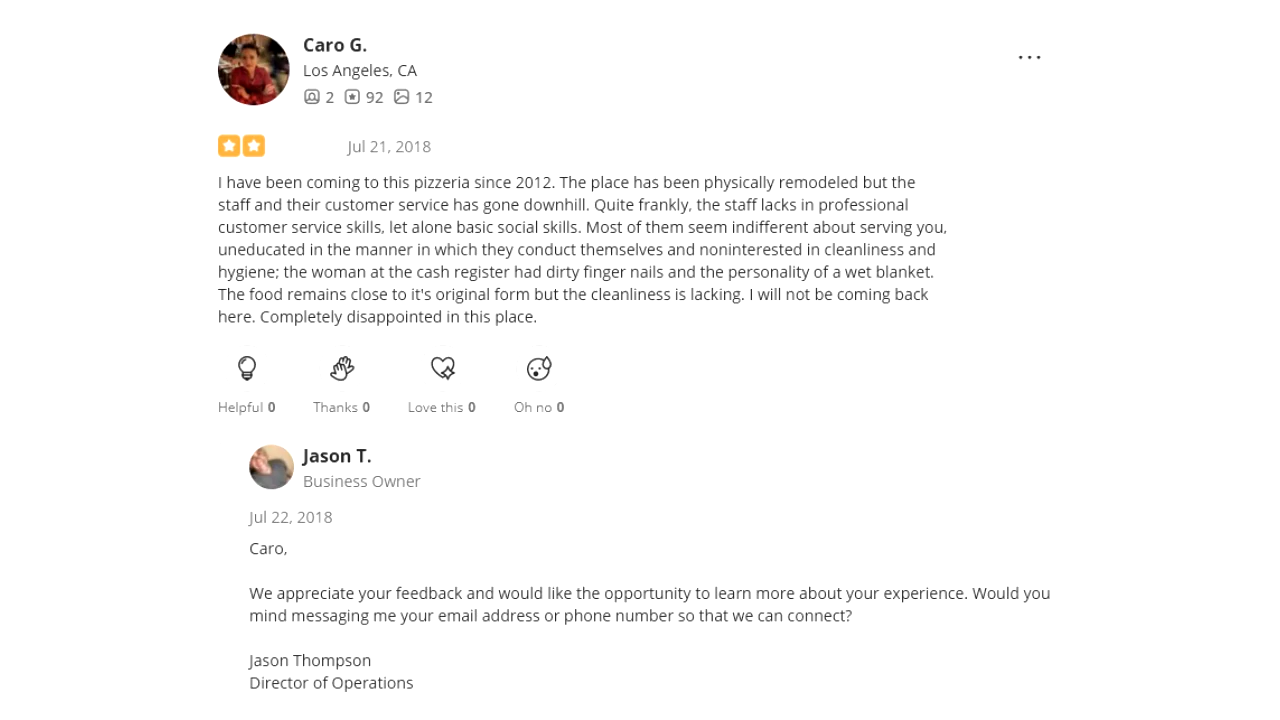 Caro G.
Los Angeles, CA
2 92 12
Jul 21, 2018
I have been coming to this pizzeria since 2012. The place has been physically remodeled but the
staff and their customer service has gone downhill. Quite frankly, the staff lacks in professional
customer service skills, let alone basic social skills. Most of them seem indifferent about serving you,
uneducated in the manner in which they conduct themselves and noninterested in cleanliness and
hygiene; the woman at the cash register had dirty finger nails and the personality of a wet blanket.
The food remains close to it's original form but the cleanliness is lacking. I will not be coming back
here. Completely disappointed in this place.
Helpful 0 Thanks 0 Love this 0 Oh no 0
Jason T.
Business Owner
Jul 22, 2018
Caro,
We appreciate your feedback and would like the opportunity to learn more about your experience. Would you
mind messaging me your email address or phone number so that we can connect?
Jason Thompson
Director of Operations